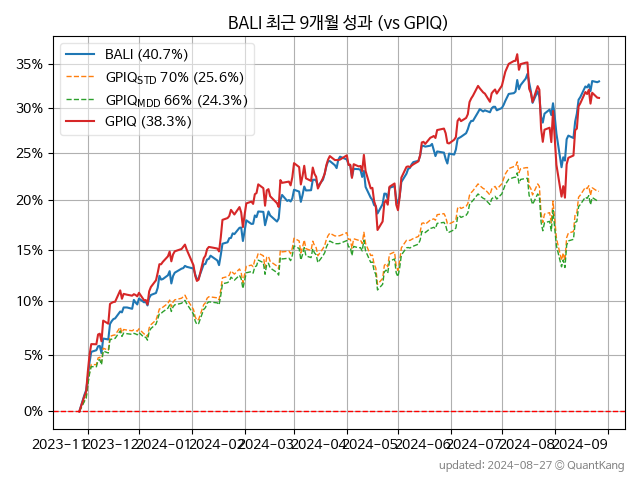 BALI 최근 9개월 성과 (vs GPIQ)
BALI (40.7%)
GPIQSTD 70% (25.6%)
GPIQMDD 66% (24.3%)
GPIQ (38.3%)
35%
30%
25%
20%
15%
10%
5%
0%
2023-11 2023-12 2024-01 2024-02 2024-03 2024-04 2024-05 2024-06 2024-07 2024-08 2024-09
updated: 2024-08-27 © QuantKang